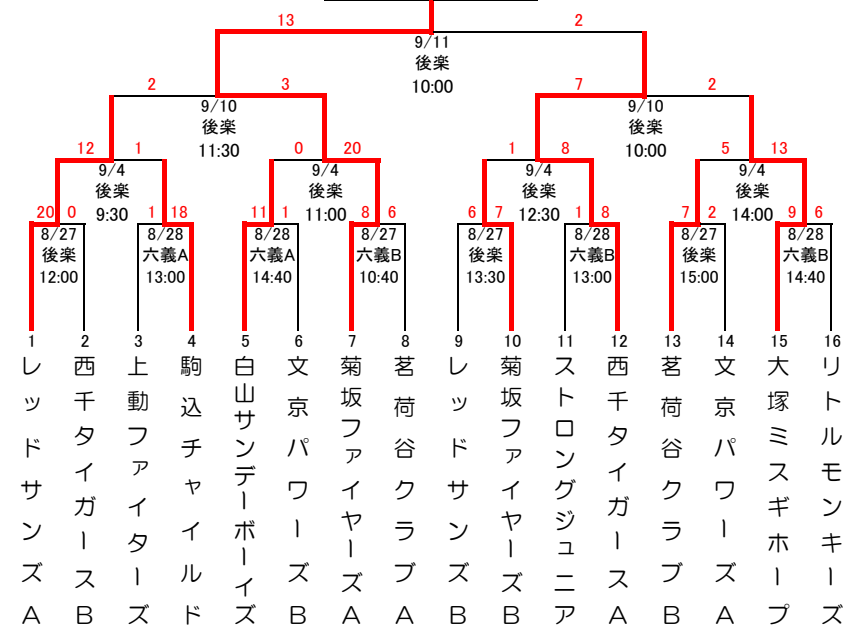 13 2
9/11
後楽
10:00
2 3 7 2
9/10 9/10
後楽 後楽
11:30 10:00
12 1 0 20 1 8 5 13
9/4 9/4 9/4 9/4
後楽 後楽 後楽 後楽
9:30 11:00 12:30 14:00
20 0 1 18 11 1 8 6 6 7 1 8 7 2 9 6
8/27 8/28 8/28 8/27 8/27 8/28 8/27 8/28
後楽 六義A 六義A 六義B 後楽 六義B 後楽 六義B
12:00 13:00 14:40 10:40 13:30 13:00 15:00 14:40
1 2 3 4 5 6 7 8 9 10 11 12 13 14 15 16
レッドサンズA
西千タイガースB
上動ファイターズ
駒込チャイルド
白山サンデーボーイズ
文京パワーズB
菊坂ファイヤーズA
茗荷谷クラブA
レッドサンズB
菊坂ファイヤーズB
ストロングジュニア
西千タイガースA
茗荷谷クラブB
文京パワーズA
大塚ミスギホープ
リトルモンキーズ